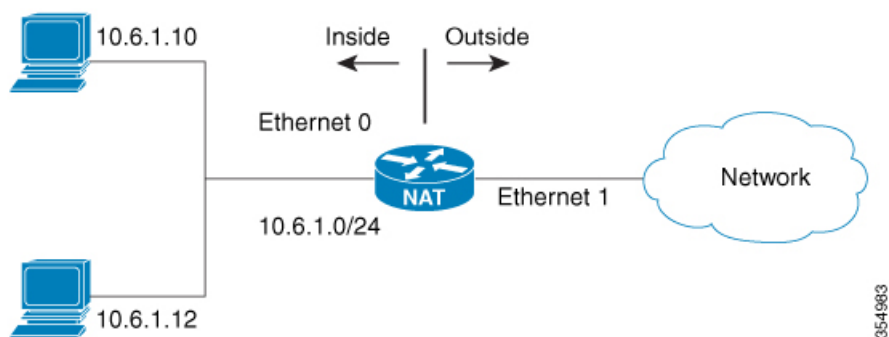 10.6.1.10
Inside
Outside
Ethernet 0
NAT
Ethernet 1
Network
10.6.1.0/24
10.6.1.12
354983